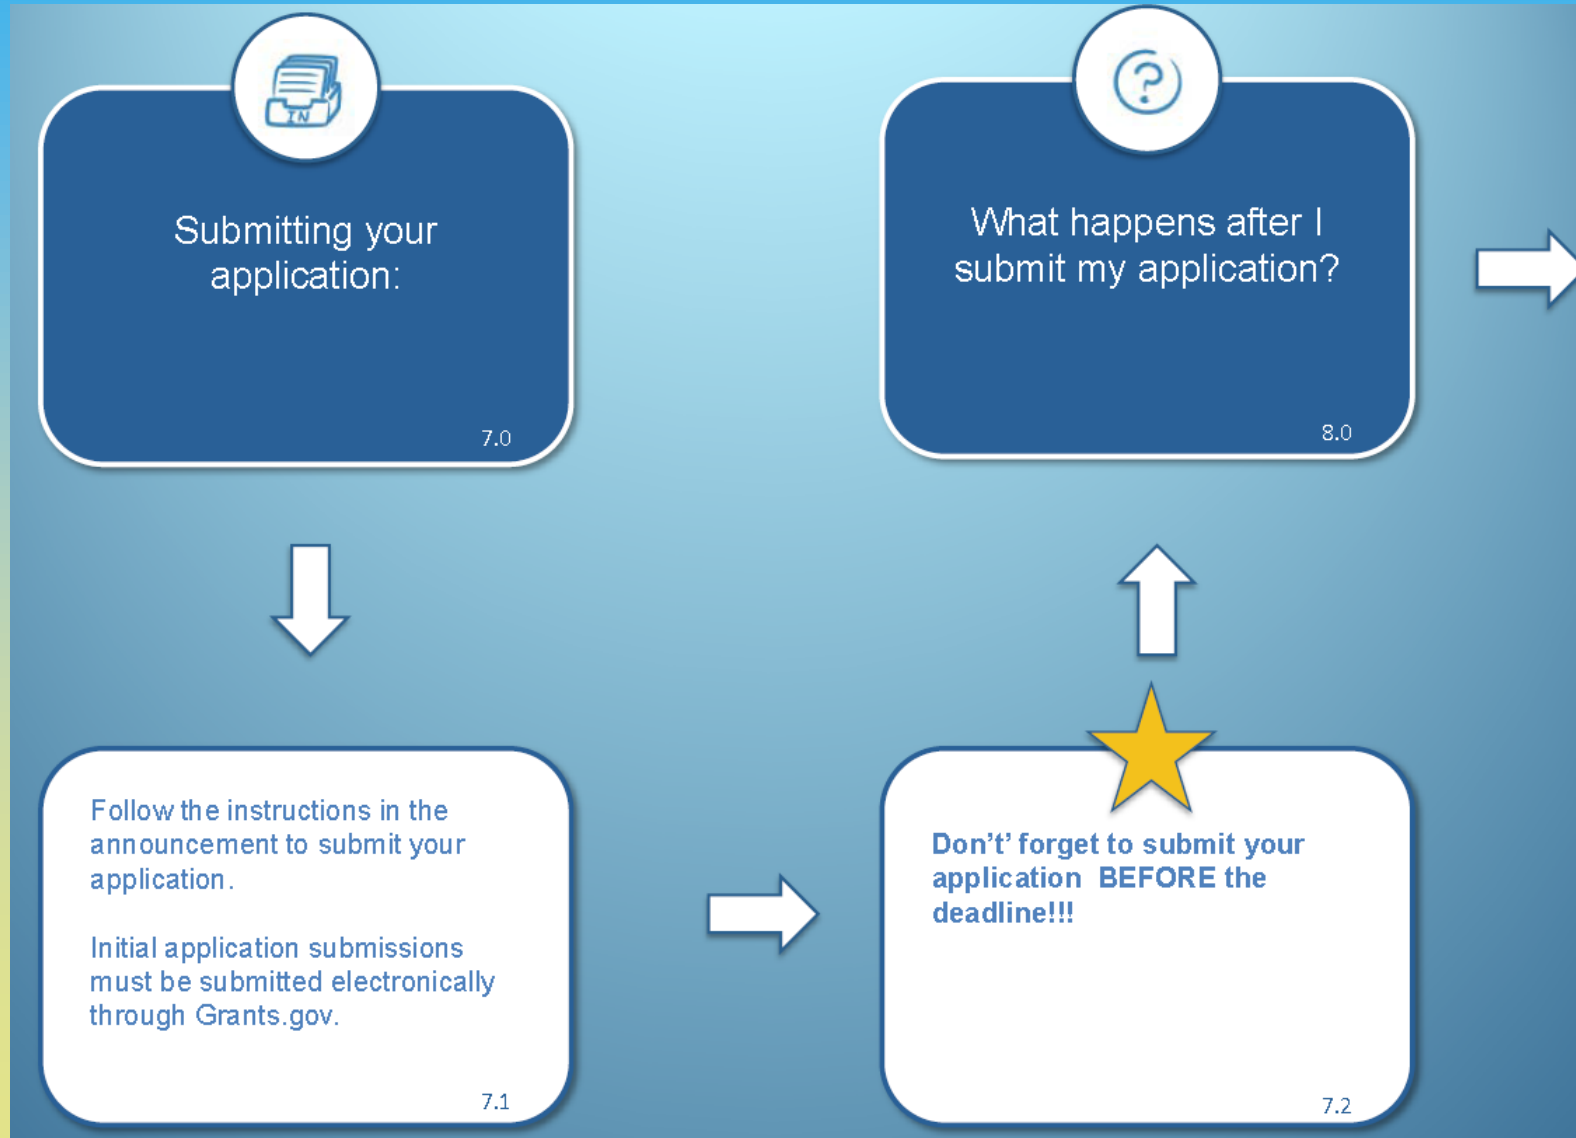 IN
Submitting your
application:
7.0
Follow the instructions in the
announcement to submit your
application.
Initial application submissions
must be submitted electronically
through Grants.gov.
7.1
Don't' forget to submit your
application  BEFORE the
deadline!!!
7.2
What happens after I
submit my application?
8.0